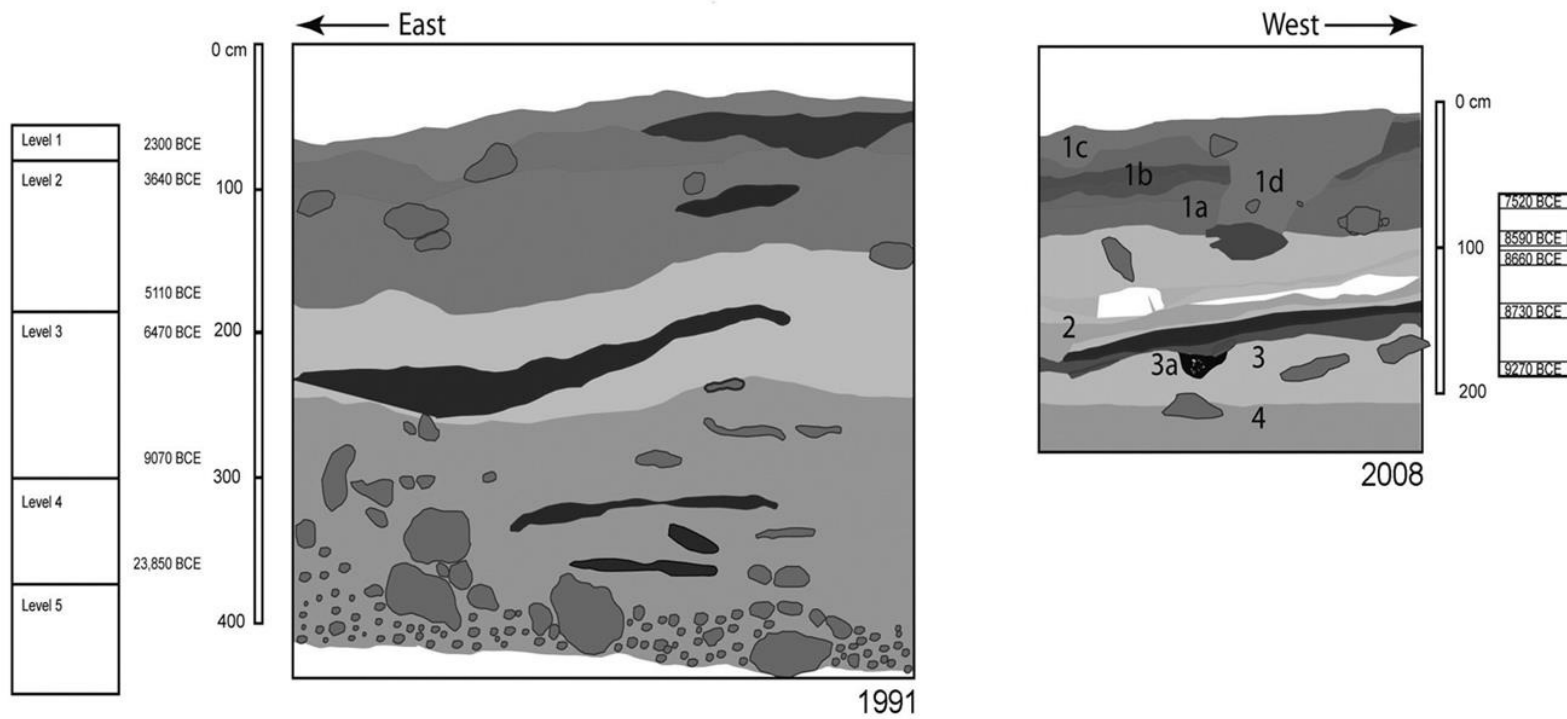 East
0 cm
100
200
300
400
Level 1
Level 2
Level 3
Level 4
Level 5
2300 BCE
3640 BCE
5110 BCE
6470 BCE
9070 BCE
23,850 BCE
1991
West
0 cm
100
200
1c
1b
1d
1a
2
3a
3
4
7520 BCE
8590 BCE
8660 BCE
8730 BCE
9270 BCE
2008